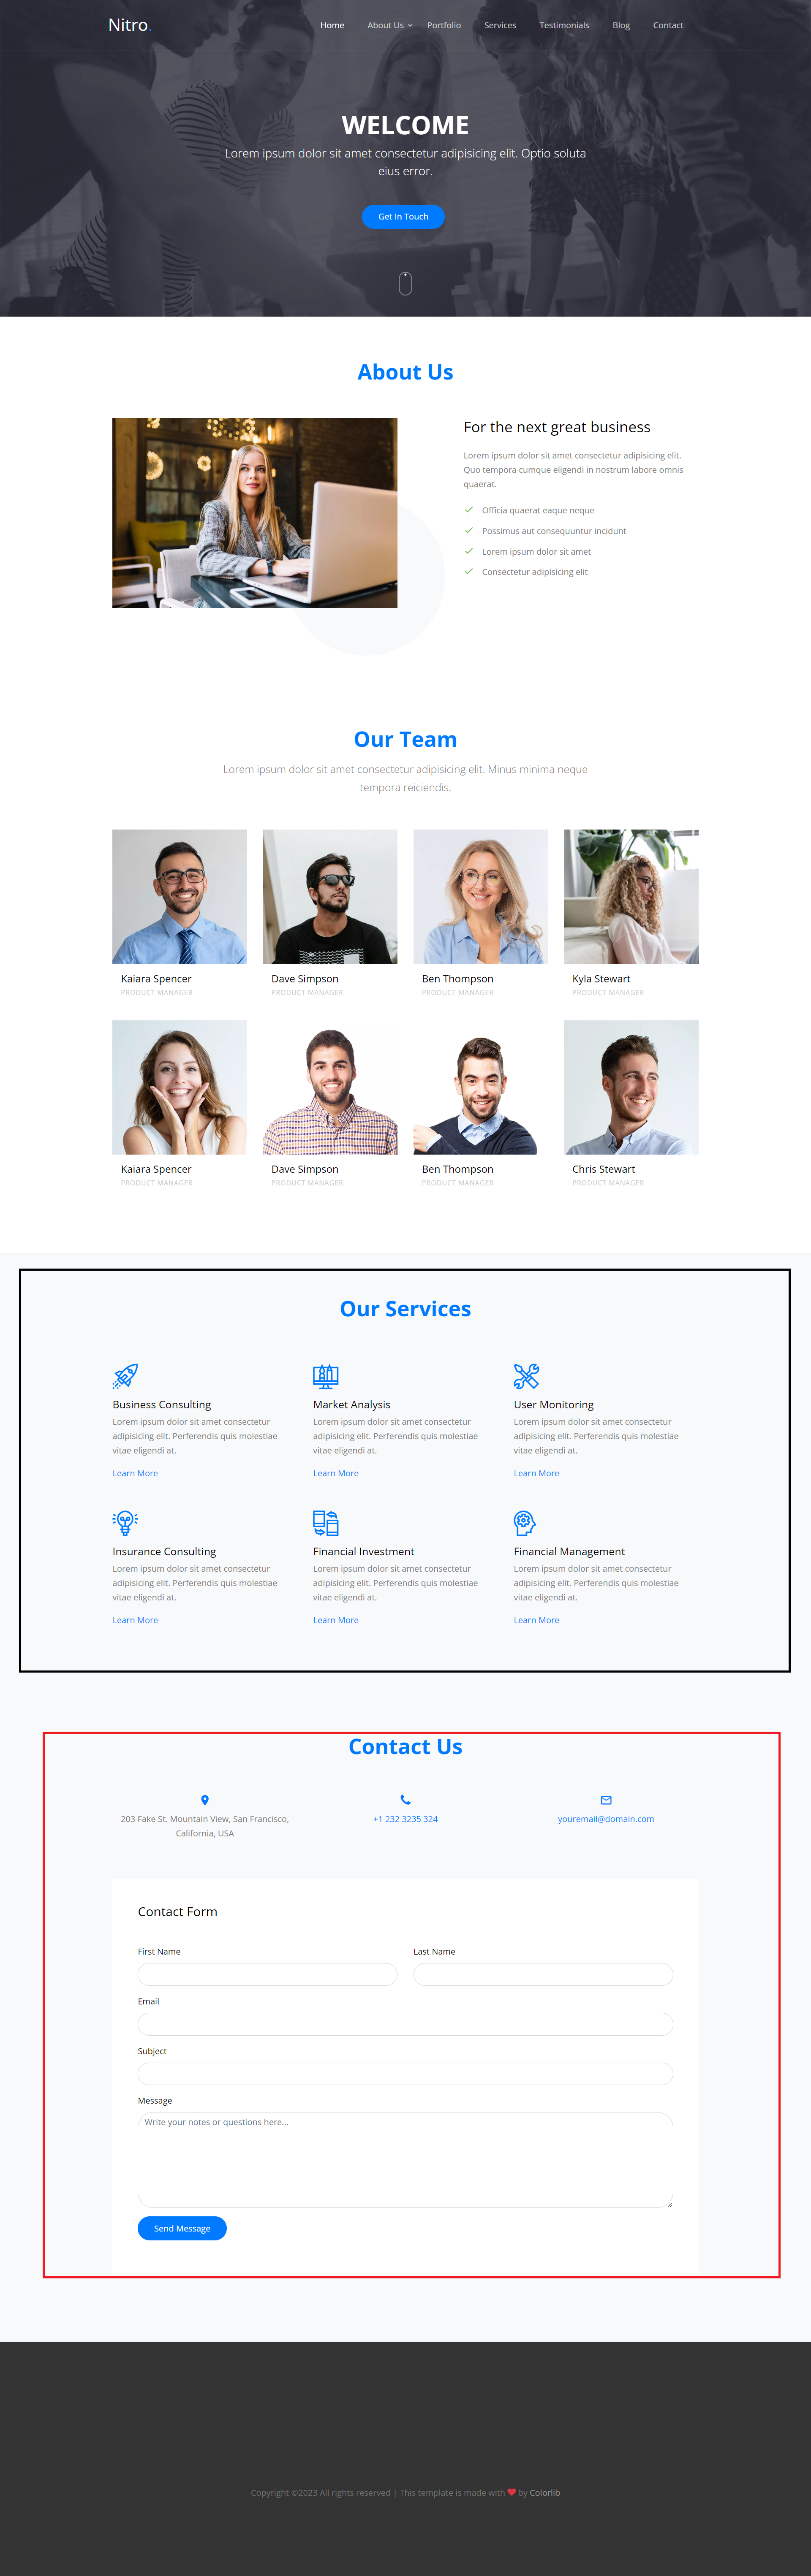 Nitro.
Home About Us Portfolio Services Testimonials Blog Contact
WELCOME
Lorem ipsum dolor sit amet consectetur adipisicing elit. Optio soluta
eius error.
Get In Touch
About Us
For the next great business
Lorem ipsum dolor sit amet consectetur adipisicing elit.
Quo tempora cumque eligendi in nostrum labore omnis
quaerat.
Officia quaerat eaque neque
Possimus aut consequuntur incidunt
Lorem ipsum dolor sit amet
Consectetur adipisicing elit
Our Team
Lorem ipsum dolor sit amet consectetur adipisicing elit. Minus minima neque
tempora reiciendis.
Kaiara Spencer Dave Simpson Ben Thompson Kyla Stewart
PRODUCT MANAGER PRODUCT MANAGER PRODUCT MANAGER PRODUCT MANAGER
Kaiara Spencer Dave Simpson Ben Thompson Chris Stewart
PRODUCT MANAGER PRODUCT MANAGER PRODUCT MANAGER PRODUCT MANAGER
Our Services
Business Consulting
Lorem ipsum dolor sit amet consectetur
adipisicing elit. Perferendis quis molestiae
vitae eligendi at.
Learn More
Market Analysis
Lorem ipsum dolor sit amet consectetur
adipisicing elit. Perferendis quis molestiae
vitae eligendi at.
Learn More
User Monitoring
Lorem ipsum dolor sit amet consectetur
adipisicing elit. Perferendis quis molestiae
vitae eligendi at.
Learn More
Insurance Consulting
Lorem ipsum dolor sit amet consectetur
adipisicing elit. Perferendis quis molestiae
vitae eligendi at.
Learn More
Financial Investment
Lorem ipsum dolor sit amet consectetur
adipisicing elit. Perferendis quis molestiae
vitae eligendi at.
Learn More
Financial Management
Lorem ipsum dolor sit amet consectetur
adipisicing elit. Perferendis quis molestiae
vitae eligendi at.
Learn More
Contact Us
203 Fake St. Mountain View, San Francisco,
California, USA
+1 232 3235 324
youremail@domain.com
Contact Form
First Name Last Name
Email
Subject
Message
Write your notes or questions here...
Send Message
Copyright ©2023 All rights reserved | This template is made with ❤ by Colorlib